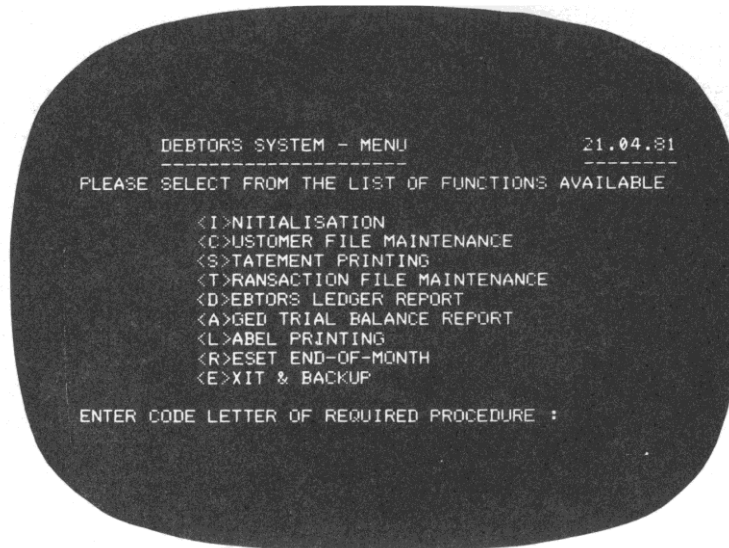 DEBTORS SYSTEM - MENU 21.04.81
PLEASE SELECT FROM THE LIST OF FUNCTIONS AVAILABLE
<I>NITIALISATION
<C>USTOMER FILE MAINTENANCE
<S>TATEMENT PRINTING
<T>RANSACTION FILE MAINTENANCE
<D>EBTORS LEDGER REPORT
<A>GED TRIAL BALANCE REPORT
<L>ABEL PRINTING
<R>ESET END-OF-MONTH
<E>XIT & BACKUP
ENTER CODE LETTER OF REQUIRED PROCEDURE :